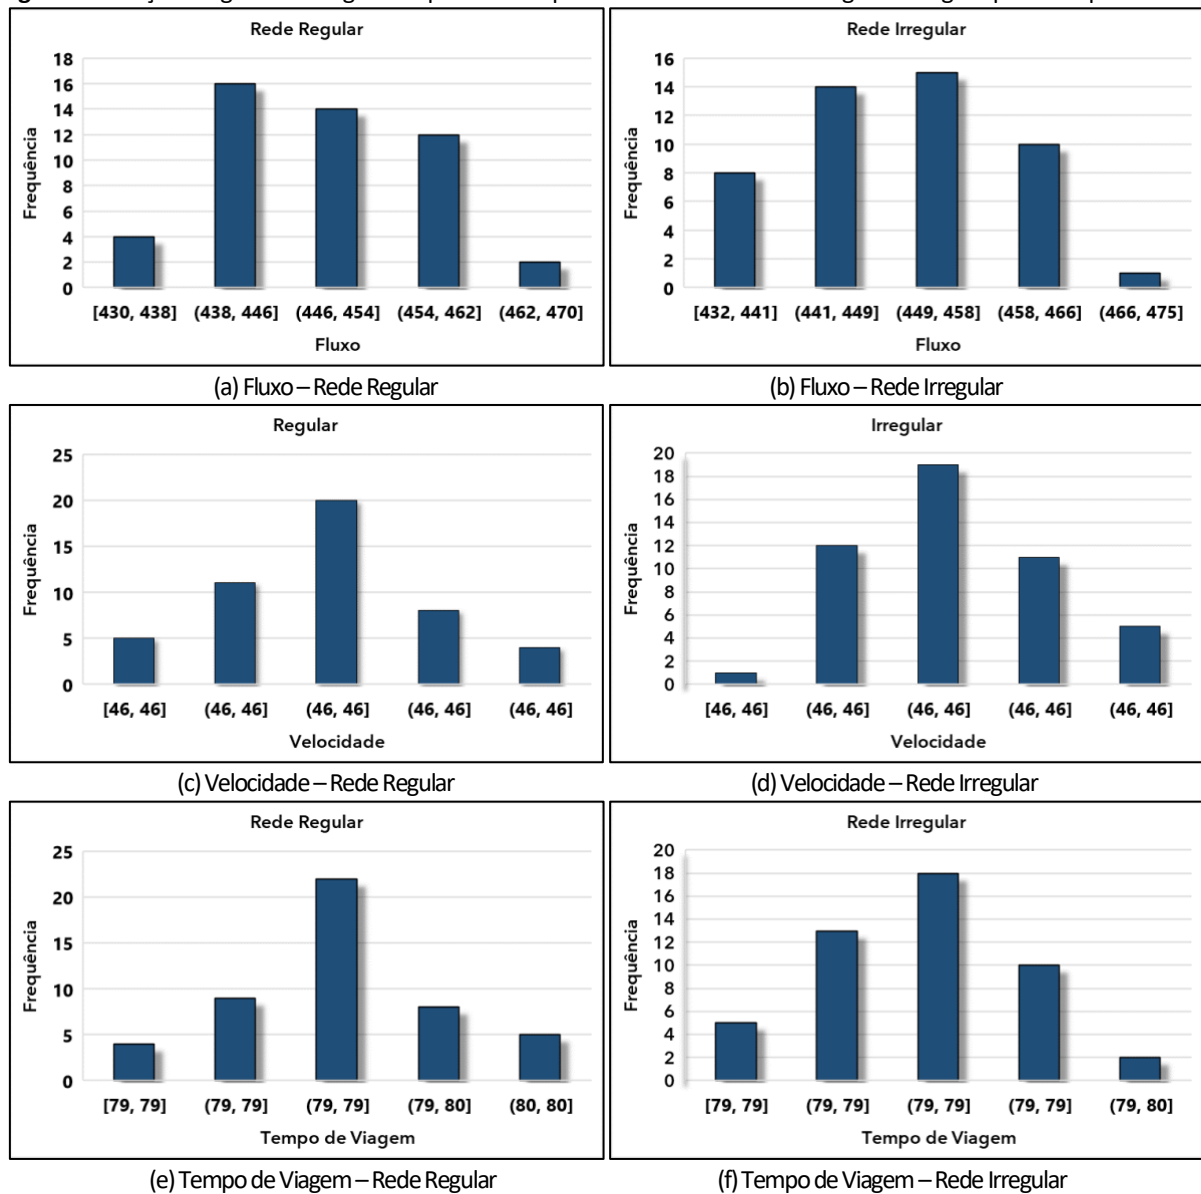 Rede Regular
18
16
14
12
10
8
6
4
2
0
Frequência
[430, 438] (438, 446] (446, 454] (454, 462] (462, 470]
Fluxo
Rede Irregular
16
14
12
10
8
6
4
2
0
Frequência
[432, 441] (441, 449] (449, 458] (458, 466] (466, 475]
Fluxo
(a) Fluxo – Rede Regular
(b) Fluxo – Rede Irregular
Regular
25
20
15
10
5
0
Frequência
[46, 46] (46, 46] (46, 46] (46, 46] (46, 46]
Velocidade
Irregular
20
18
16
14
12
10
8
6
4
2
0
Frequência
[46, 46] (46, 46] (46, 46] (46, 46] (46, 46]
Velocidade
(c) Velocidade – Rede Regular
(d) Velocidade – Rede Irregular
Rede Regular
25
20
15
10
5
0
Frequência
[79, 79] (79, 79] (79, 79] (79, 80] (80, 80]
Tempo de Viagem
Rede Irregular
20
18
16
14
12
10
8
6
4
2
0
Frequência
[79, 79] (79, 79] (79, 79] (79, 79] (79, 80]
Tempo de Viagem
(e) Tempo de Viagem – Rede Regular
(f) Tempo de Viagem – Rede Irregular